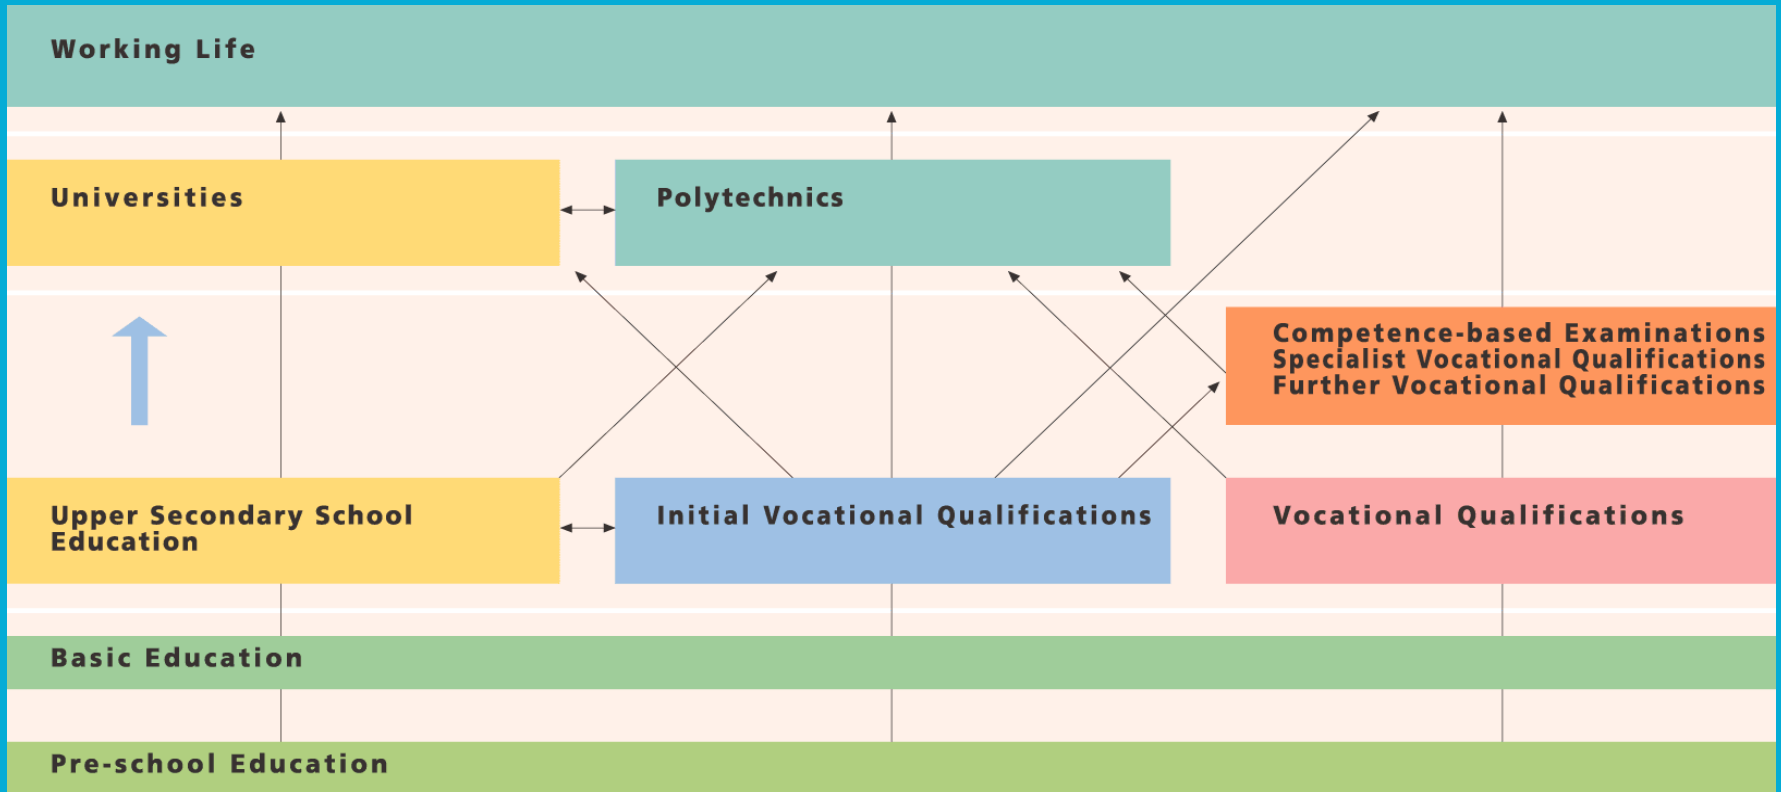 Working Life
Universities
Polytechnics
Competence-based Examinations
Specialist Vocational Qualifications
Further Vocational Qualifications
Upper Secondary School
Education
Initial Vocational Qualifications
Vocational Qualifications
Basic Education
Pre-school Education